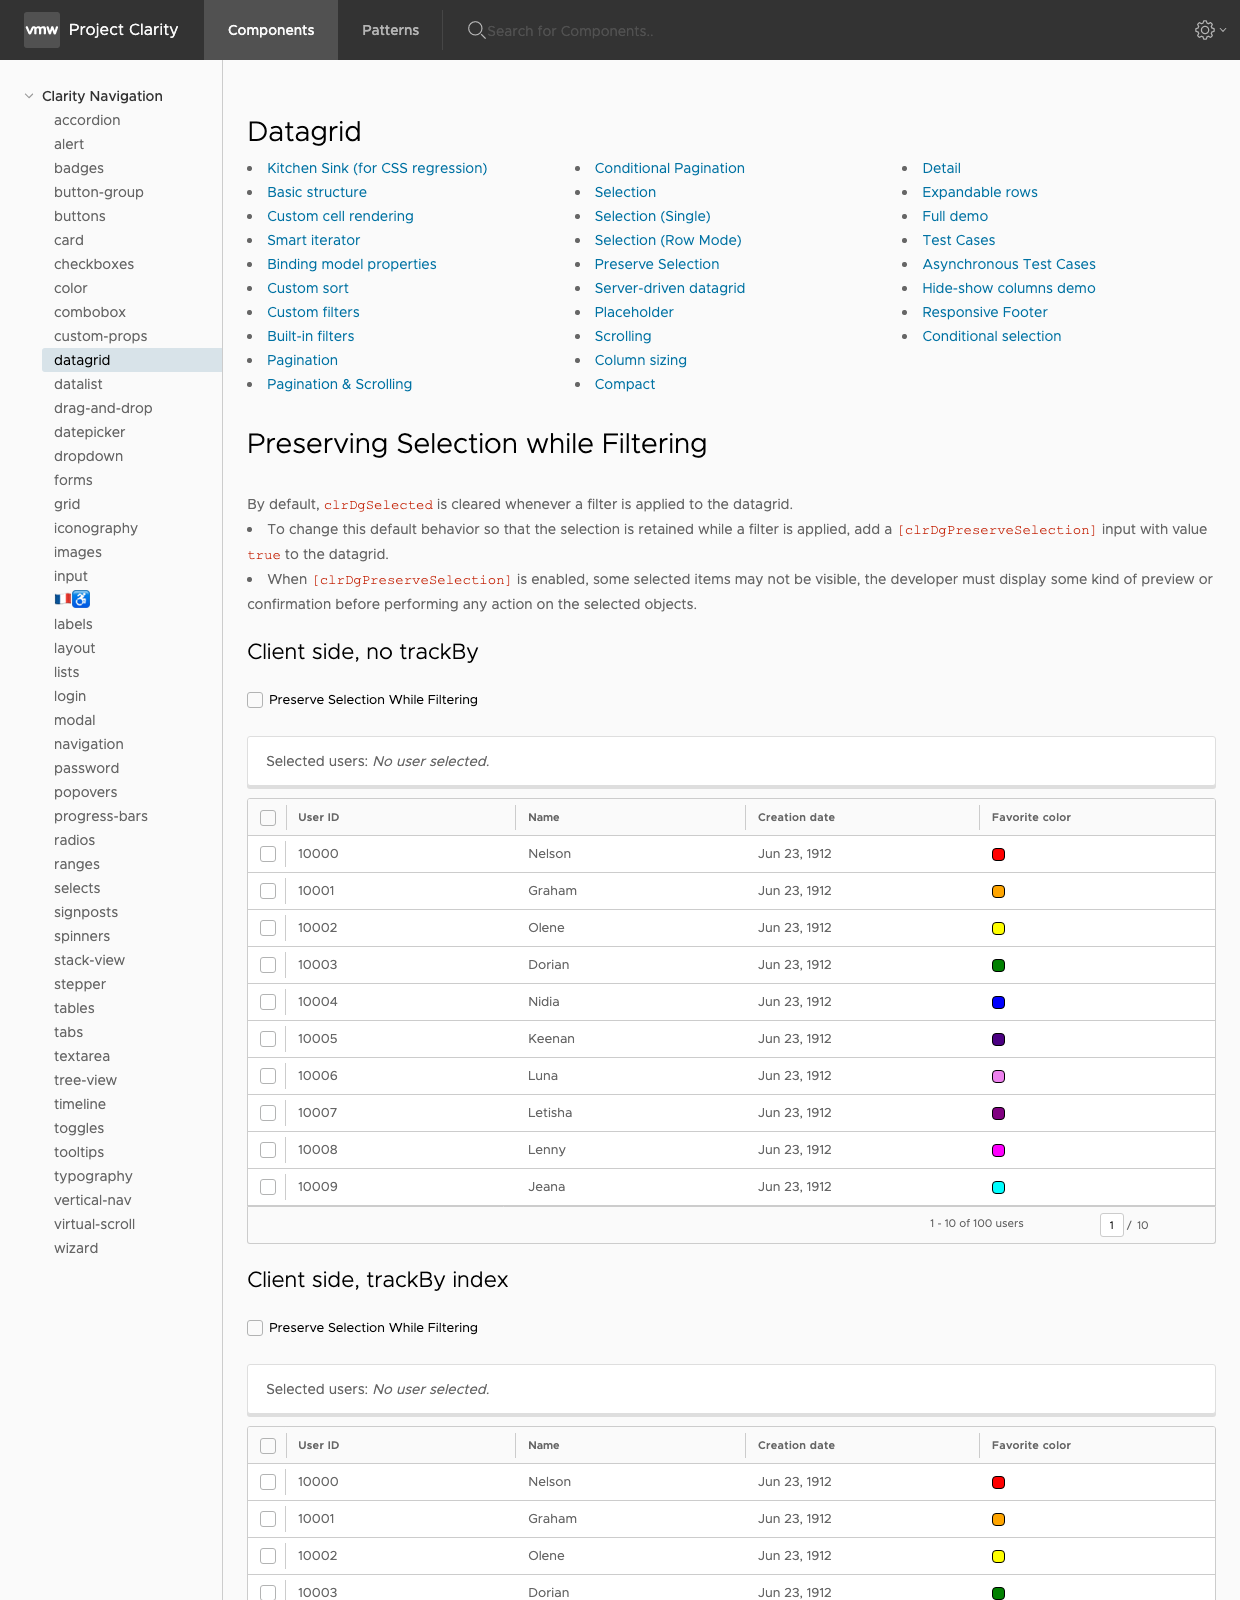 vmw Project Clarity Components Patterns Search for Components..
Clarity Navigation
accordion
alert
badges
button-group
buttons
card
checkboxes
color
combobox
custom-props
datagrid
datalist
drag-and-drop
datepicker
dropdown
forms
grid
iconography
images
input
🇫🇷♿
labels
layout
lists
login
modal
navigation
password
popovers
progress-bars
radios
ranges
selects
signposts
spinners
stack-view
stepper
tables
tabs
textarea
tree-view
timeline
toggles
tooltips
typography
vertical-nav
virtual-scroll
wizard
Datagrid
Kitchen Sink (for CSS regression)
Basic structure
Custom cell rendering
Smart iterator
Binding model properties
Custom sort
Custom filters
Built-in filters
Pagination
Pagination & Scrolling
Conditional Pagination
Selection
Selection (Single)
Selection (Row Mode)
Preserve Selection
Server-driven datagrid
Placeholder
Scrolling
Column sizing
Compact
Detail
Expandable rows
Full demo
Test Cases
Asynchronous Test Cases
Hide-show columns demo
Responsive Footer
Conditional selection
Preserving Selection while Filtering
By default, clrDgSelected is cleared whenever a filter is applied to the datagrid.
• To change this default behavior so that the selection is retained while a filter is applied, add a [clrDgPreserveSelection] input with value
true to the datagrid.
• When [clrDgPreserveSelection] is enabled, some selected items may not be visible, the developer must display some kind of preview or
confirmation before performing any action on the selected objects.
Client side, no trackBy
Preserve Selection While Filtering
Selected users: No user selected.
User ID Name Creation date Favorite color
10000 Nelson Jun 23, 1912
10001 Graham Jun 23, 1912
10002 Olene Jun 23, 1912
10003 Dorian Jun 23, 1912
10004 Nidia Jun 23, 1912
10005 Keenan Jun 23, 1912
10006 Luna Jun 23, 1912
10007 Letisha Jun 23, 1912
10008 Lenny Jun 23, 1912
10009 Jeana Jun 23, 1912
1 - 10 of 100 users 1 / 10
Client side, trackBy index
Preserve Selection While Filtering
Selected users: No user selected.
User ID Name Creation date Favorite color
10000 Nelson Jun 23, 1912
10001 Graham Jun 23, 1912
10002 Olene Jun 23, 1912
10003 Dorian Jun 23, 1912